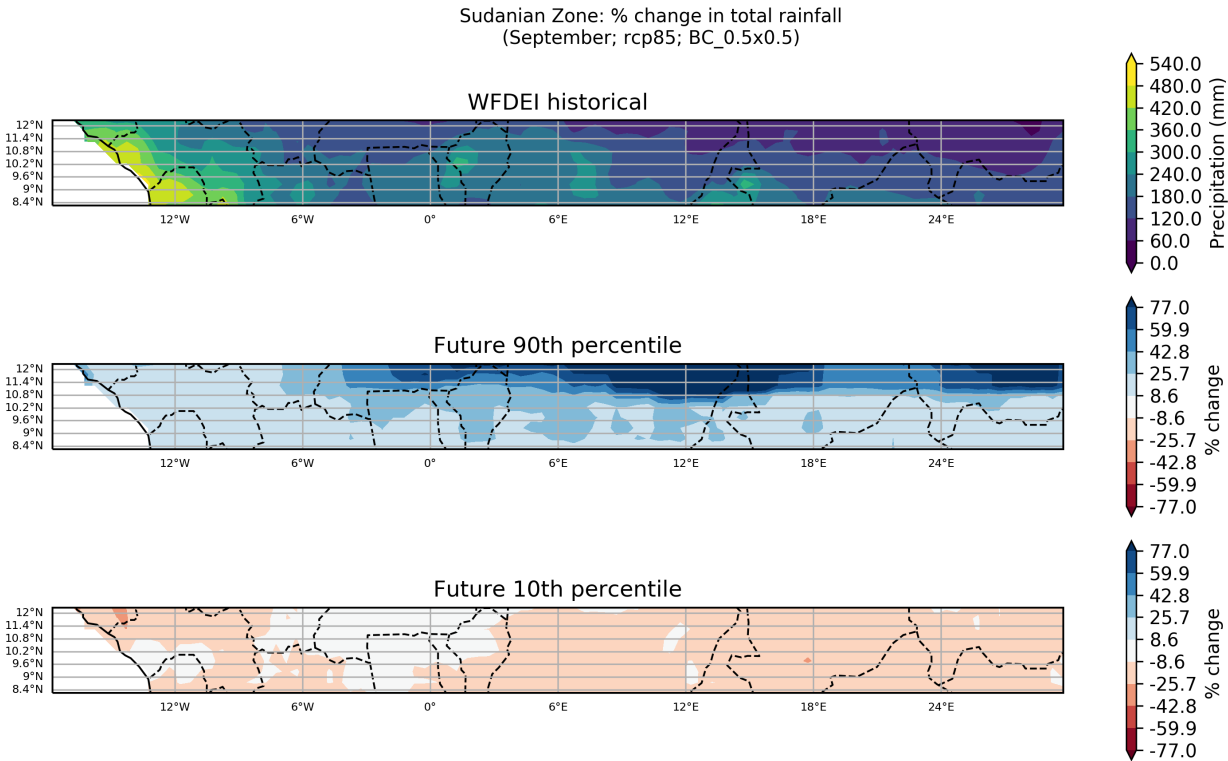 Sudanian Zone: % change in total rainfall
(September; rcp85; BC_0.5x0.5)
WFDEI historical
12°N
11.4°N
10.8°N
10.2°N
9.6°N
9°N
8.4°N
12°W 6°W 0° 6°E 12°E 18°E 24°E
540.0
480.0
420.0
360.0
300.0
240.0
180.0
120.0
60.0
0.0
Precipitation (mm)
Future 90th percentile
12°N
11.4°N
10.8°N
10.2°N
9.6°N
9°N
8.4°N
12°W 6°W 0° 6°E 12°E 18°E 24°E
77.0
59.9
42.8
25.7
8.6
-8.6
-25.7
-42.8
-59.9
-77.0
% change
Future 10th percentile
12°N
11.4°N
10.8°N
10.2°N
9.6°N
9°N
8.4°N
12°W 6°W 0° 6°E 12°E 18°E 24°E
77.0
59.9
42.8
25.7
8.6
-8.6
-25.7
-42.8
-59.9
-77.0
% change